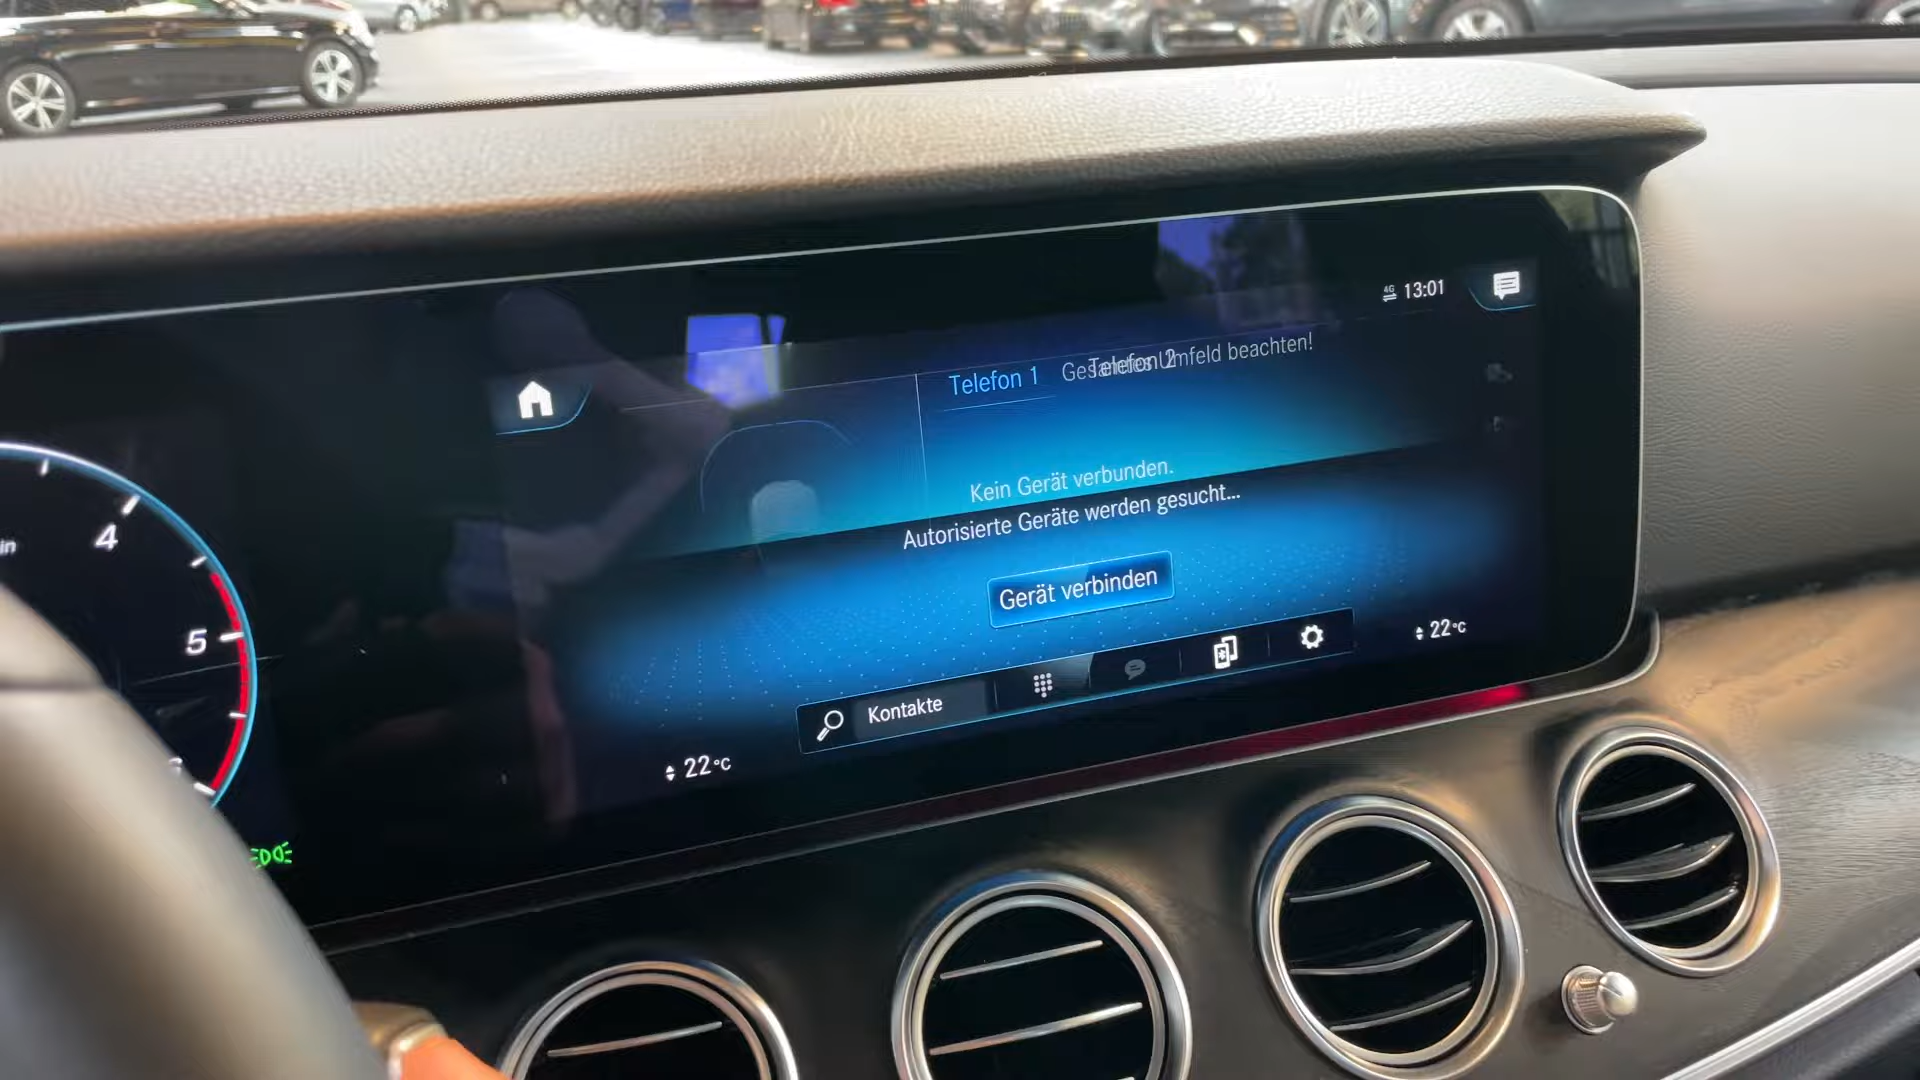 4G 13:01
Telefon 1
Telefon 2
Gesamtes Umfeld beachten!
Kein Gerät verbunden.
Autorisierte Geräte werden gesucht...
Gerät verbinden
Kontakte
22°C
22°C
4
5